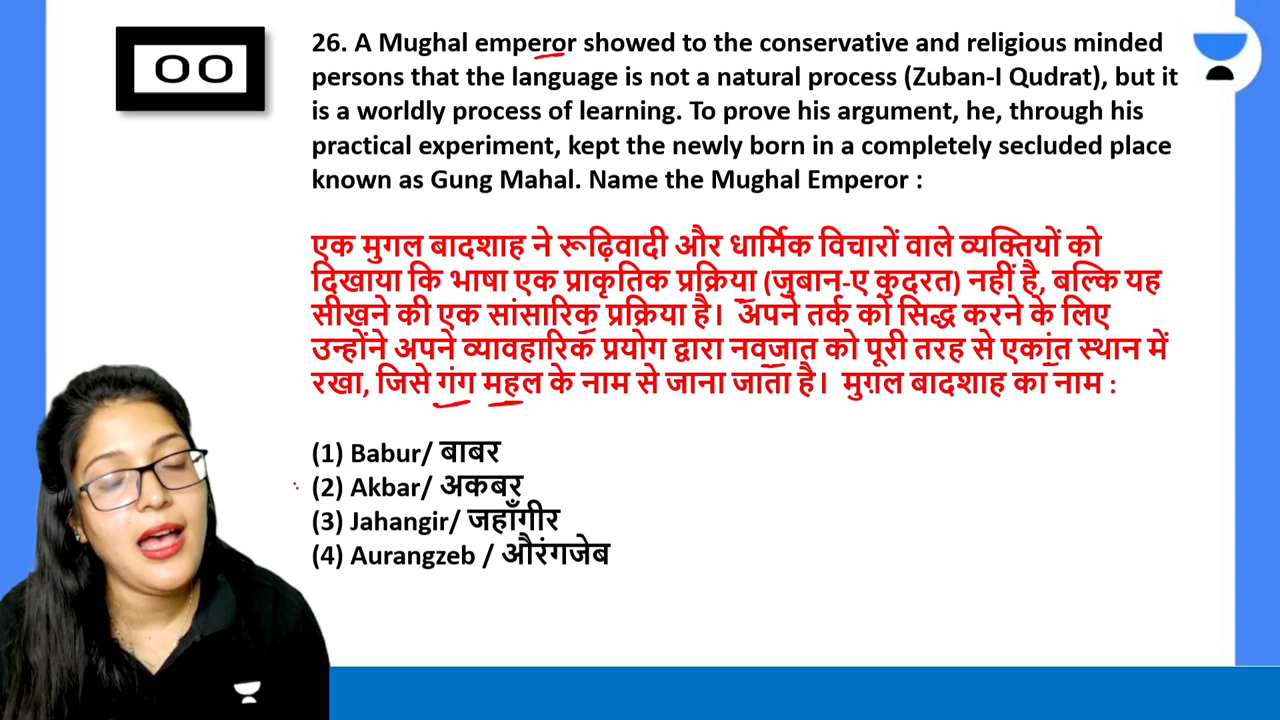 00
26. A Mughal emperor showed to the conservative and religious minded
persons that the language is not a natural process (Zuban-I Qudrat), but it
is a worldly process of learning. To prove his argument, he, through his
practical experiment, kept the newly born in a completely secluded place
known as Gung Mahal. Name the Mughal Emperor :
एक मुगल बादशाह ने रूढ़िवादी और धार्मिक विचारों वाले व्यक्तियों को
दिखाया कि भाषा एक प्राकृतिक प्रक्रिया (जुबान-ए कुदरत) नहीं है, बल्कि यह
सीखने की एक सांसारिक प्रक्रिया है। अपने तर्क को सिद्ध करने के लिए
उन्होंने अपने व्यावहारिक प्रयोग द्वारा नवजात को पूरी तरह से एकांत स्थान में
रखा, जिसे गंग महल के नाम से जाना जाता है। मुग़ल बादशाह का नाम :
(1) Babur/ बाबर
(2) Akbar/ अकबर
(3) Jahangir/ जहाँगीर
(4) Aurangzeb / औरंगजेब